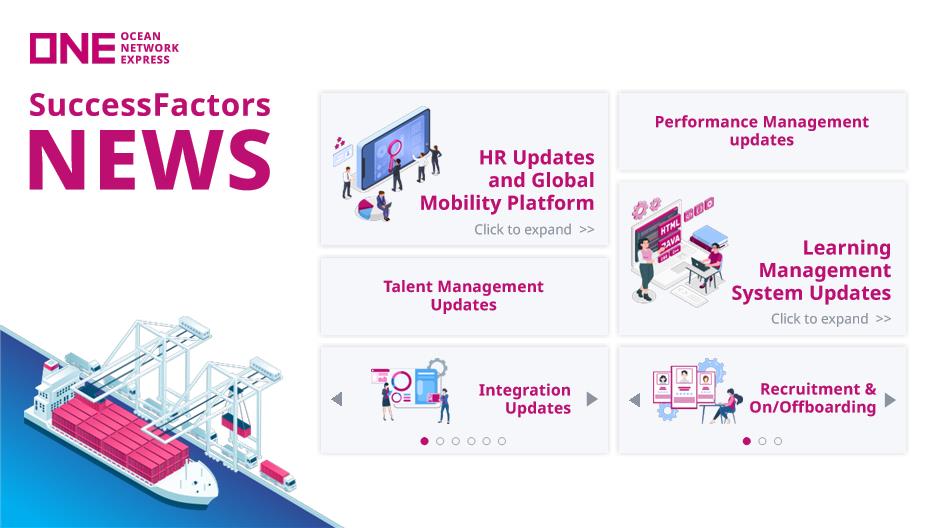 ONE
OCEAN
NETWORK
EXPRESS
SuccessFactors
NEWS
HR Updates
and Global
Mobility Platform
Click to expand >>
Performance Management
updates
Talent Management
Updates
HTML
JAVA
Learning
Management
System Updates
Click to expand >>
Integration
Updates
Recruitment &
On/Offboarding